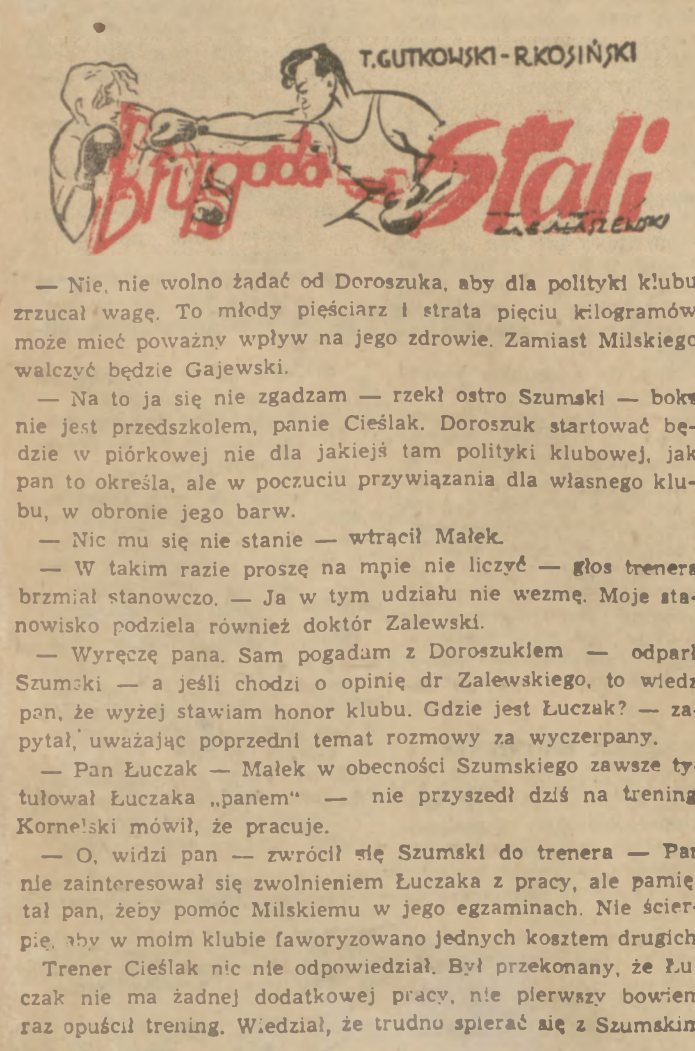 T. GUTKOWSKI - R. KOSIŃSKI
Brygada
Stali
— Nie, nie wolno żądać od Doroszuka, aby dla polityki klubu
zrzucał wagę. To młody pięściarz i strata pięciu kilogramów
może mieć poważny wpływ na jego zdrowie. Zamiast Milskiego
walczyć będzie Gajewski.
— Na to ja się nie zgadzam — rzekł ostro Szumski — boks
nie jest przedszkolem, panie Cieślak. Doroszuk startować bę-
dzie w piórkowej nie dla jakiejś tam polityki klubowej, jak
pan to określa, ale w poczuciu przywiązania dla własnego klu-
bu, w obronie jego barw.
— Nic mu się nie stanie — wtrącił Małek.
— W takim razie proszę na mnie nie liczyć — głos trenera
brzmiał stanowczo. — Ja w tym udziału nie wezmę. Moje sta-
nowisko podziela również doktór Zalewski.
— Wyręczę pana. Sam pogadam z Doroszukiem — odparł
Szumski — a jeśli chodzi o opinię dr Zalewskiego, to wiedz
pan, że wyżej stawiam honor klubu. Gdzie jest Łuczak? — za-
pytał, uważając poprzedni temat rozmowy za wyczerpany.
— Pan Łuczak — Małek w obecności Szumskiego zawsze ty-
tułował Łuczaka „panem“ — nie przyszedł dziś na trening
Kornelski mówił, że pracuje.
— O, widzi pan — zwrócił się Szumski do trenera — Pan
nie zainteresował się zwolnieniem Łuczaka z pracy, ale pamię
tał pan, żeby pomóc Milskiemu w jego egzaminach. Nie ścier-
pię, aby w moim klubie faworyzowano jednych kosztem drugich
Trener Cieślak nic nie odpowiedział. Był przekonany, że Łu
czak nie ma żadnej dodatkowej pracy, nie pierwszy bowiem
raz opuścił trening. Wiedział, że trudno spierać się z Szumskim